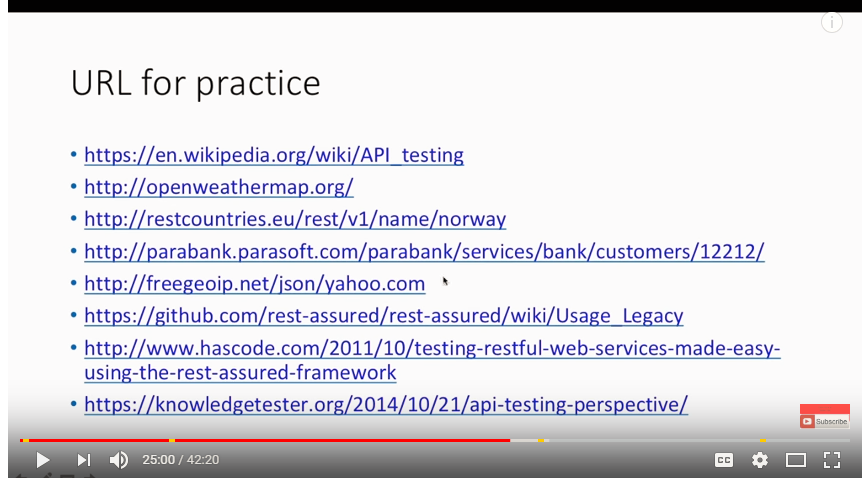 URL for practice
• https://en.wikipedia.org/wiki/API_testing
• http://openweathermap.org/
• http://restcountries.eu/rest/v1/name/norway
• http://parabank.parasoft.com/parabank/services/bank/customers/12212/
• http://freegeoip.net/json/yahoo.com
• https://github.com/rest-assured/rest-assured/wiki/Usage_Legacy
• http://www.hascode.com/2011/10/testing-restful-web-services-made-easy-
using-the-rest-assured-framework
• https://knowledgetester.org/2014/10/21/api-testing-perspective/
Subscribe
25:00 / 42:20
CC